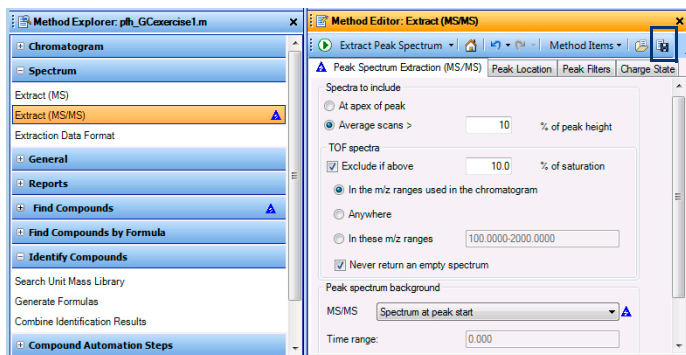 Method Explorer: pfh_GCexercise1.m
Chromatogram
Spectrum
Extract (MS)
Extract (MS/MS)
Extraction Data Format
General
Reports
Find Compounds
Find Compounds by Formula
Identify Compounds
Search Unit Mass Library
Generate Formulas
Combine Identification Results
Compound Automation Steps
Method Editor: Extract (MS/MS)
Extract Peak Spectrum Method Items
Peak Spectrum Extraction (MS/MS) Peak Location Peak Filters Charge State
Spectra to include
At apex of peak
Average scans > 10 % of peak height
TOF spectra
Exclude if above 10.0 % of saturation
In the m/z ranges used in the chromatogram
Anywhere
In these m/z ranges 100.0000-2000.0000
Never return an empty spectrum
Peak spectrum background
MS/MS Spectrum at peak start
Time range: 0.000